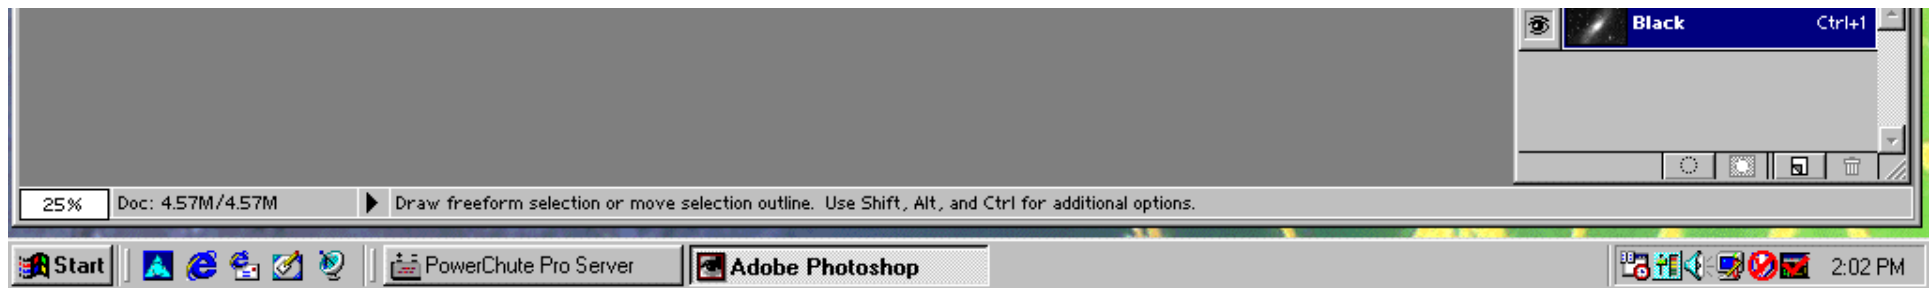 Black Ctrl+1
25% Doc: 4.57M/4.57M Draw freeform selection or move selection outline. Use Shift, Alt, and Ctrl for additional options.
Start PowerChute Pro Server Adobe Photoshop 2:02 PM